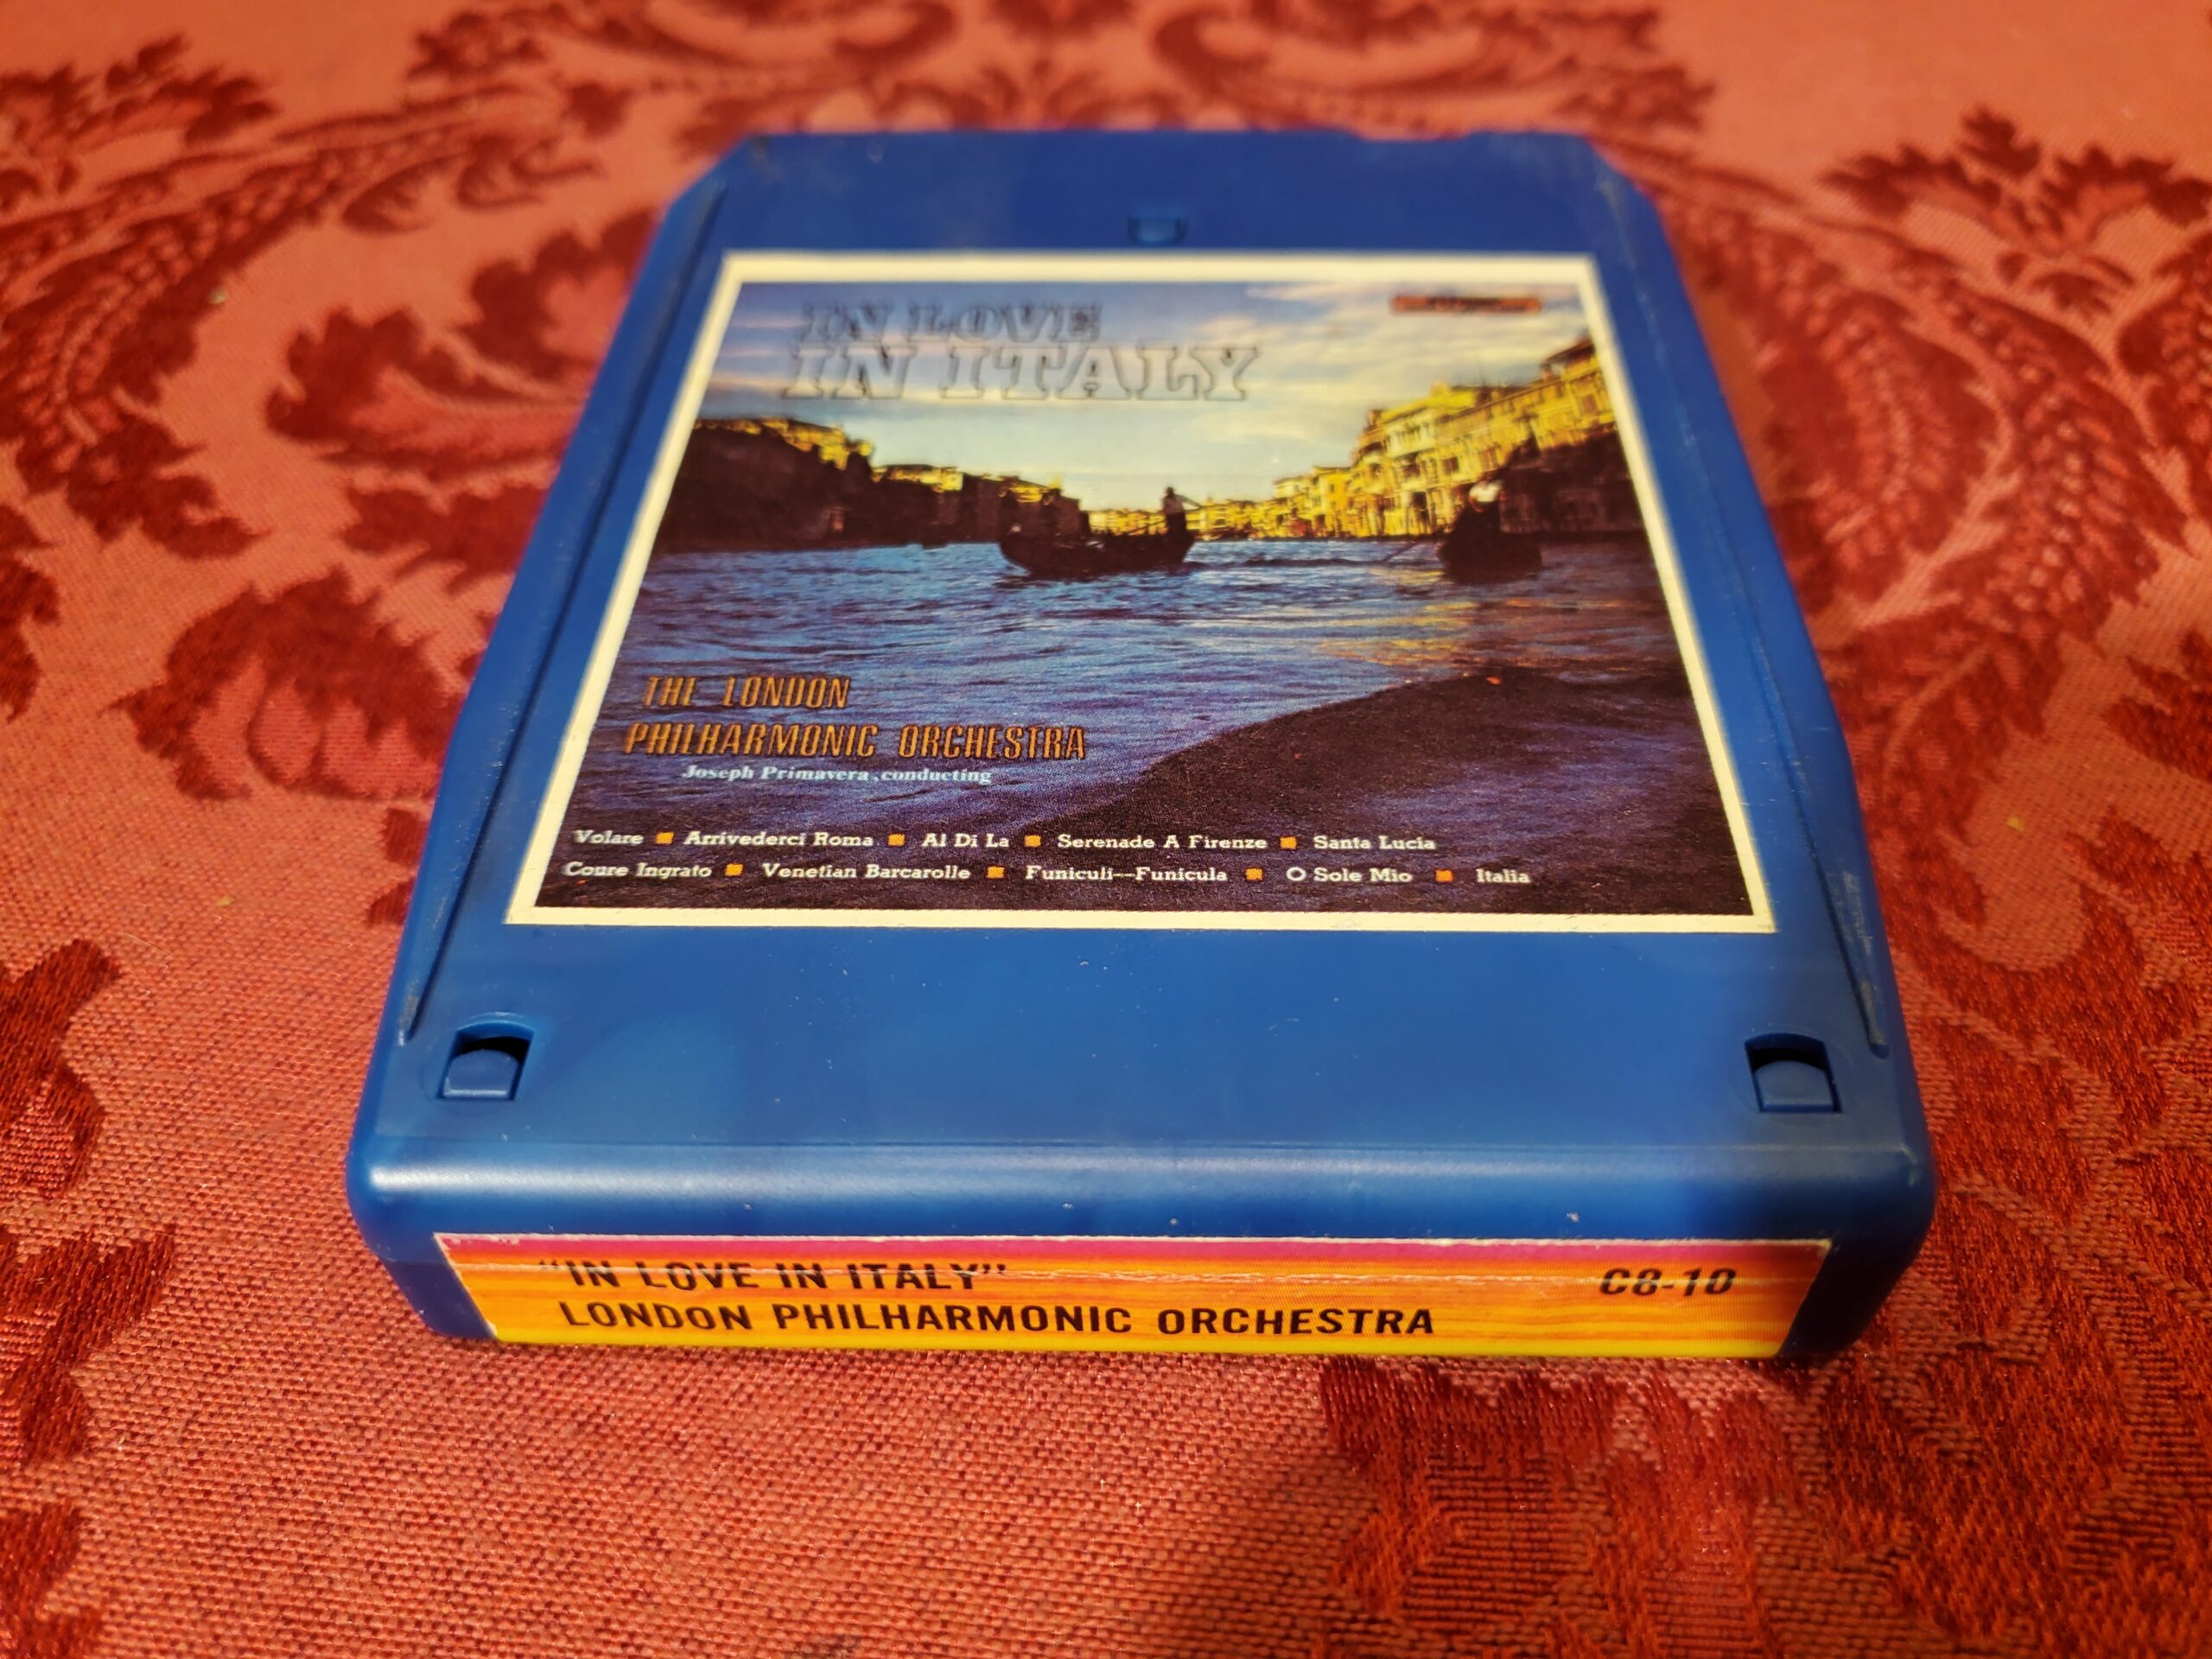 IN LOVE
IN ITALY
THE LONDON
PHILHARMONIC ORCHESTRA
Joseph Primavera, conducting
Volare ■ Arrivederci Roma ■ Al Di La ■ Serenade A Firenze ■ Santa Lucia
Coure Ingrato ■ Venetian Barcarolle ■ Funiculi--Funicula ■ O Sole Mio ■ Italia
"IN LOVE IN ITALY" C8-10
LONDON PHILHARMONIC ORCHESTRA